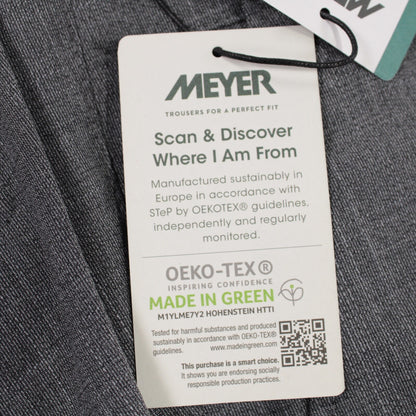 MEYER
TROUSERS FOR A PERFECT FIT
Scan & Discover
Where I Am From
Manufactured sustainably in
Europe in accordance with
STeP by OEKOTEX® guidelines,
independently and regularly
monitored.
OEKO-TEX®
INSPIRING CONFIDENCE
MADE IN GREEN
M1YLME7Y2 HOHENSTEIN HTTI
Tested for harmful substances and produced
sustainably in accordance with OEKO-TEX®
guidelines. www.madeingreen.com
This purchase is a smart choice.
It shows you are endorsing socially
responsible production practices.